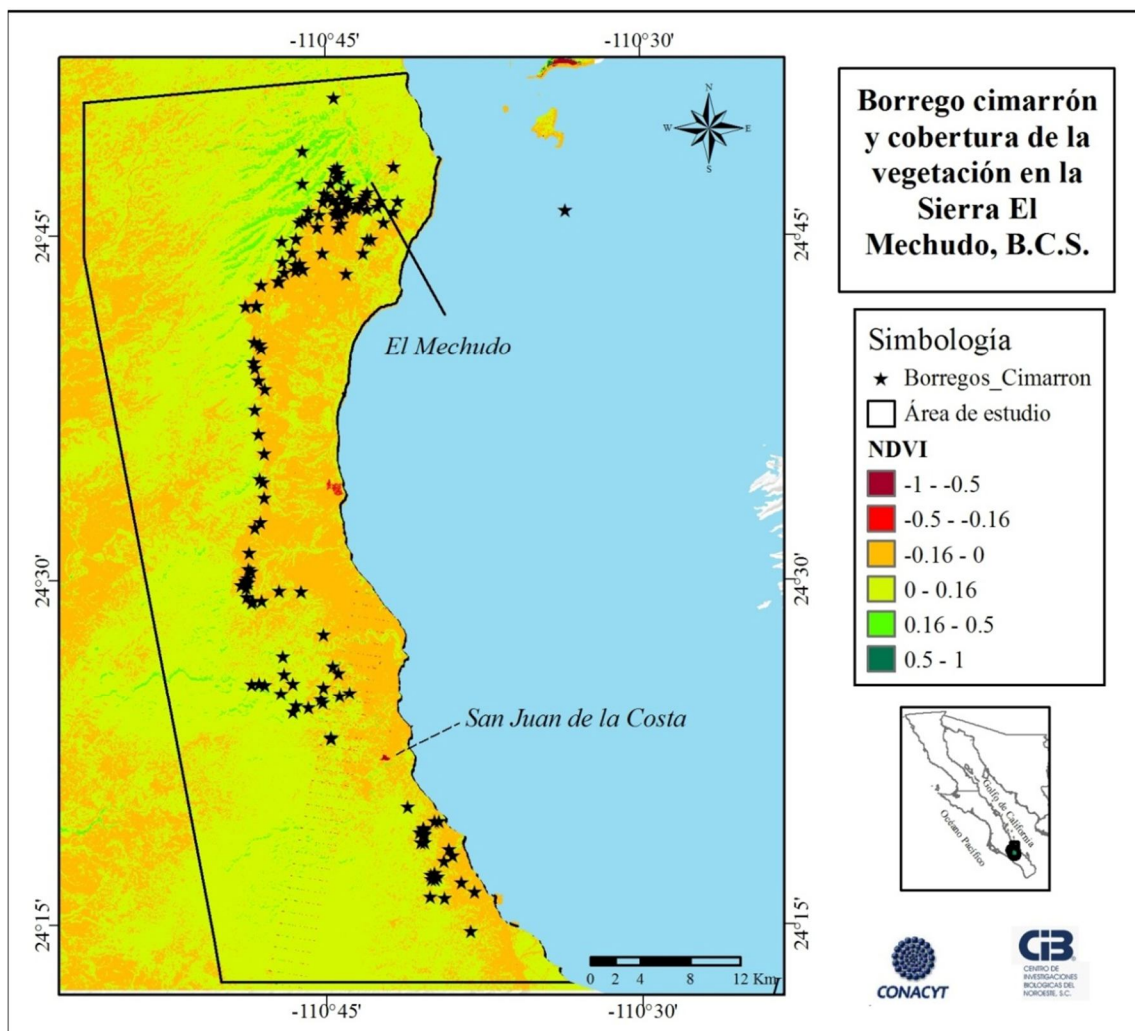 -110°45'
-110°30'
24°45'
24°45'
24°30'
24°30'
24°15'
24°15'
-110°45'
-110°30'
N
W
E
S
El Mechudo
San Juan de la Costa
0 2 4 8 12 Km
Borrego cimarrón
y cobertura de la
vegetación en la
Sierra El
Mechudo, B.C.S.
Simbología
Borregos_Cimarron
Área de estudio
NDVI
-1 - -0.5
-0.5 - -0.16
-0.16 - 0
0 - 0.16
0.16 - 0.5
0.5 - 1
Golfo de California
Océano Pacífico
CONACYT
CiB
CENTRO DE
INVESTIGACIONES
BIOLOGICAS DEL
NOROESTE, S.C.